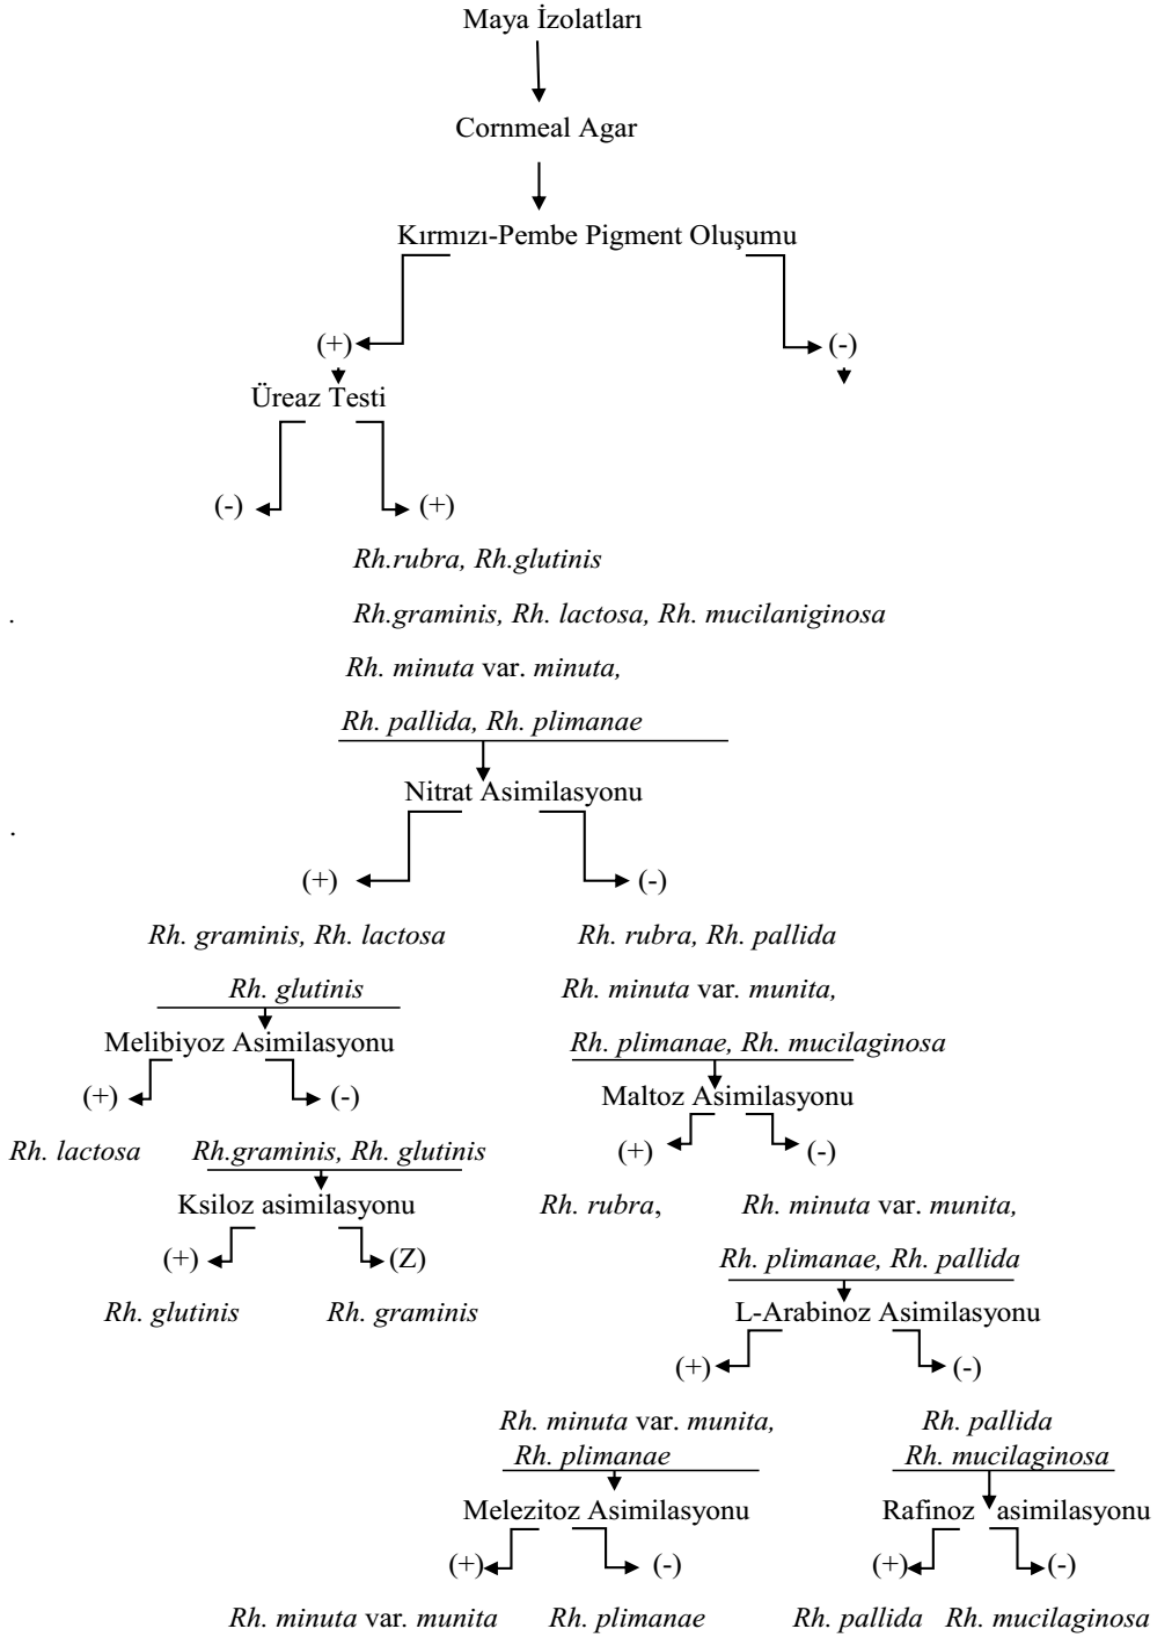 Maya İzolatları
Cornmeal Agar
Kırmızı-Pembe Pigment Oluşumu
(+) (-)
Üreaz Testi
(-) (+)
Rh.rubra, Rh.glutinis
. Rh.graminis, Rh. lactosa, Rh. mucilaniginosa
Rh. minuta var. minuta,
Rh. pallida, Rh. plimanae
Nitrat Asimilasyonu
.
(+) (-)
Rh. graminis, Rh. lactosa Rh. rubra, Rh. pallida
Rh. glutinis Rh. minuta var. munita,
Melibiyoz Asimilasyonu Rh. plimanae, Rh. mucilaginosa
(+) (-) Maltoz Asimilasyonu
Rh. lactosa Rh.graminis, Rh. glutinis (+) (-)
Ksiloz asimilasyonu Rh. rubra, Rh. minuta var. munita,
(+) (Z) Rh. plimanae, Rh. pallida
Rh. glutinis Rh. graminis L-Arabinoz Asimilasyonu
(+) (-)
Rh. minuta var. munita, Rh. pallida
Rh. plimanae Rh. mucilaginosa
Melezitoz Asimilasyonu Rafinoz asimilasyonu
(+) (-) (+) (-)
Rh. minuta var. munita Rh. plimanae Rh. pallida Rh. mucilaginosa